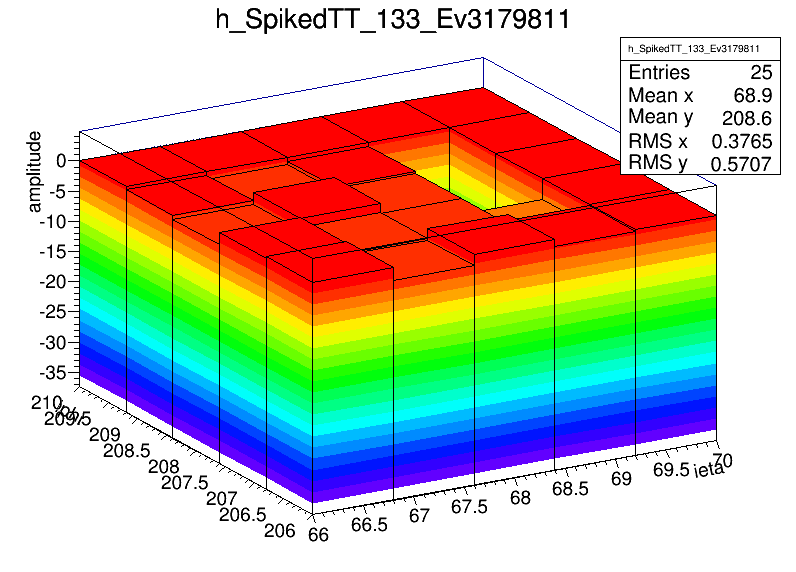 h_SpikedTT_133_Ev3179811
h_SpikedTT_133_Ev3179811
Entries 25
Mean x 68.9
Mean y 208.6
RMS x 0.3765
RMS y 0.5707
amplitude
0
-5
-10
-15
-20
-25
-30
-35
210
209.5
209
208.5
208
207.5
207
206.5
206
66
66.5
67
67.5
68
68.5
69
69.5
70
ieta